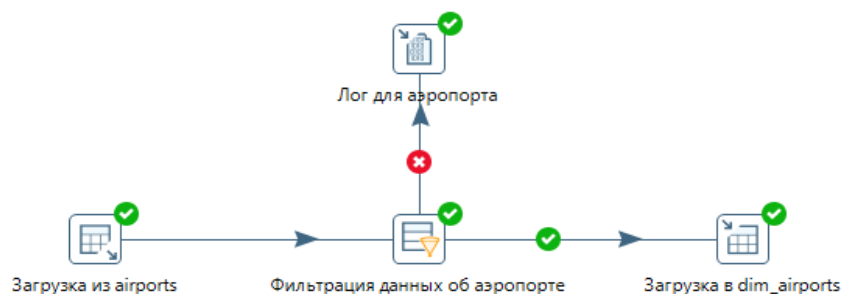 Лог для аэропорта
Загрузка из airports
Фильтрация данных об аэропорте
Загрузка в dim_airports